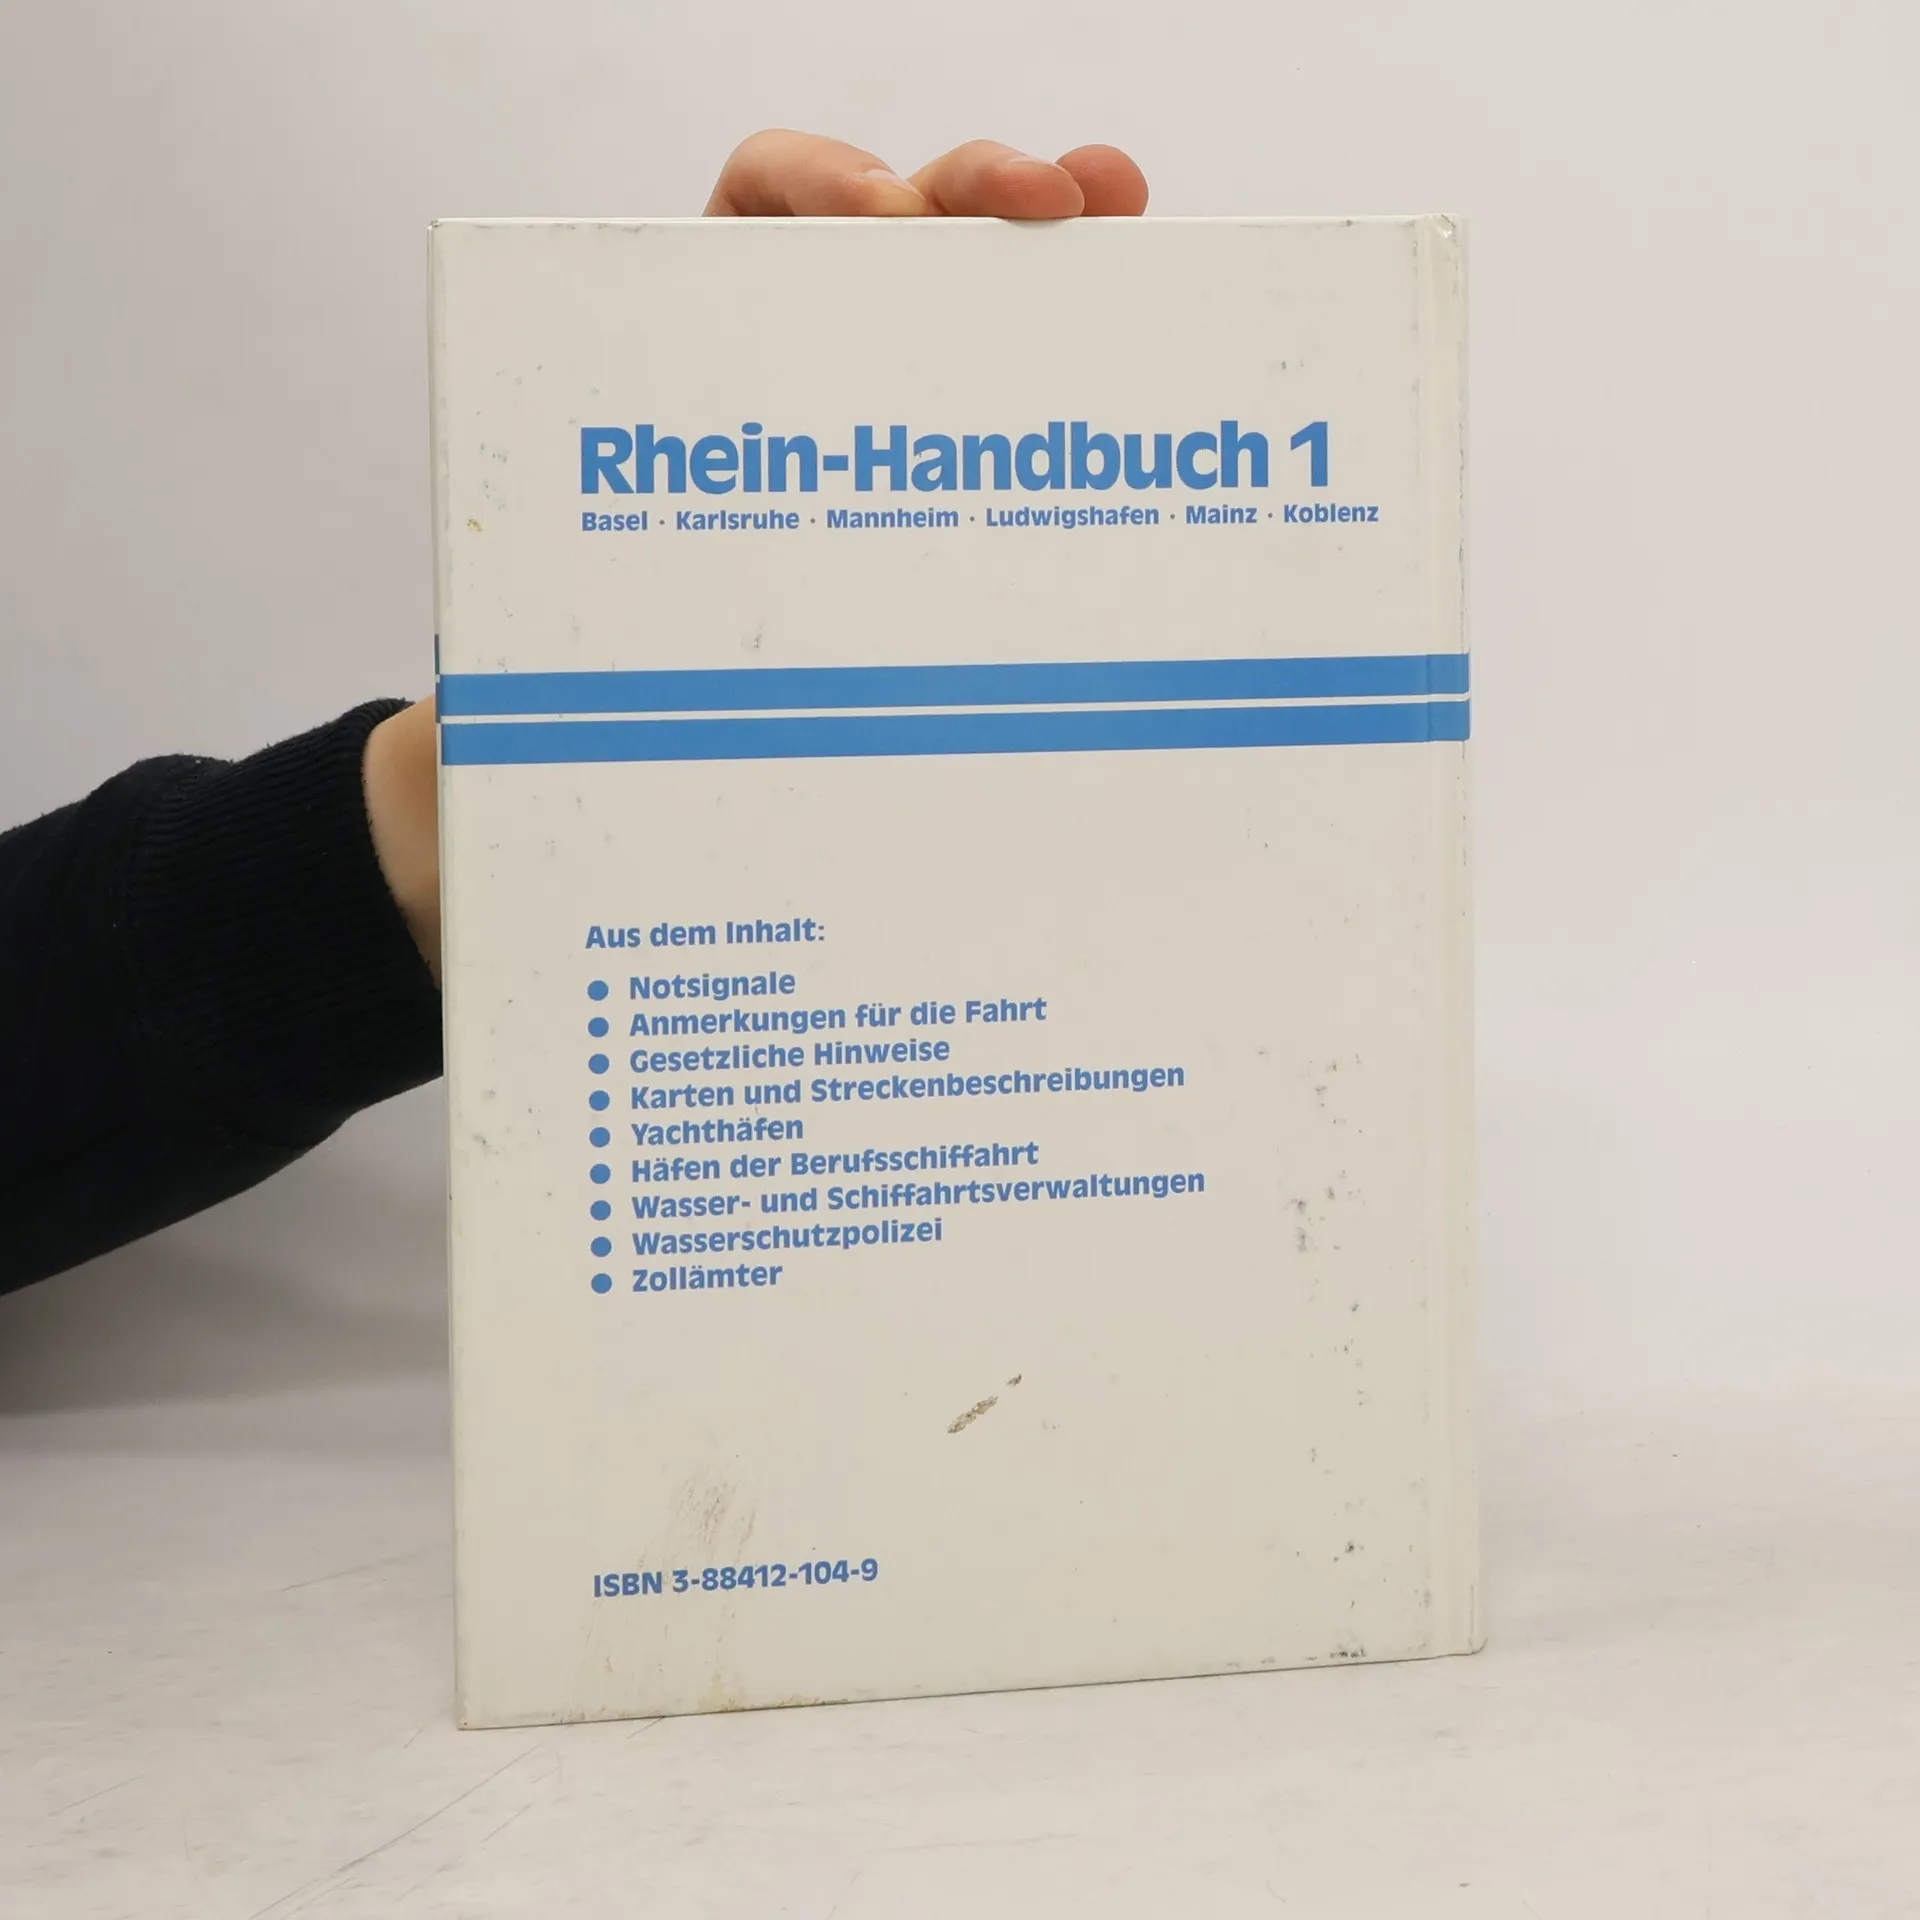 Rhein-Handbuch 1
Basel · Karlsruhe · Mannheim · Ludwigshafen · Mainz · Koblenz
Aus dem Inhalt:
● Notsignale
● Anmerkungen für die Fahrt
● Gesetzliche Hinweise
● Karten und Streckenbeschreibungen
● Yachthäfen
● Häfen der Berufsschiffahrt
● Wasser- und Schiffahrtsverwaltungen
● Wasserschutzpolizei
● Zollämter
ISBN 3-88412-104-9